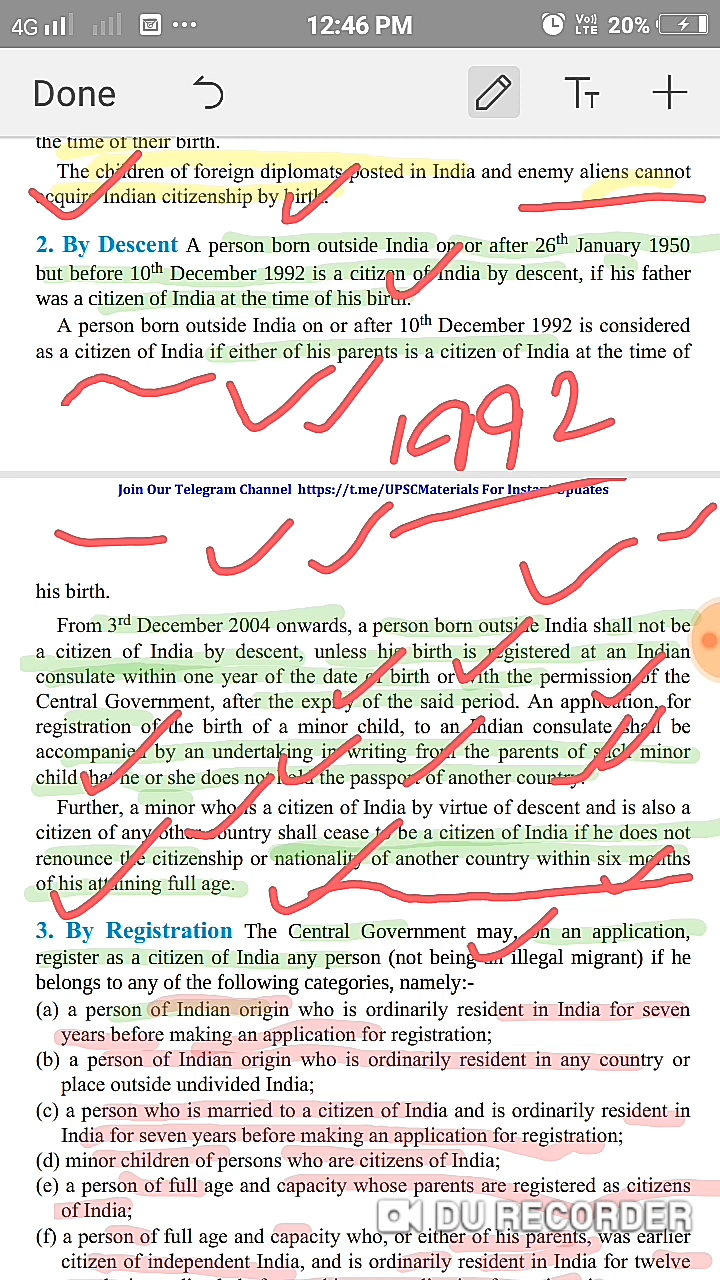 4G 12:46 PM Vo)) LTE 20%
Done TT
the time of their birth.
The children of foreign diplomats posted in India and enemy aliens cannot
acquire Indian citizenship by birth.
2. By Descent A person born outside India on or after 26th January 1950
but before 10th December 1992 is a citizen of India by descent, if his father
was a citizen of India at the time of his birth.
A person born outside India on or after 10th December 1992 is considered
as a citizen of India if either of his parents is a citizen of India at the time of
1992
Join Our Telegram Channel https://t.me/UPSCMaterials For Instant Updates
his birth.
From 3rd December 2004 onwards, a person born outside India shall not be
a citizen of India by descent, unless his birth is registered at an Indian
consulate within one year of the date of birth or with the permission of the
Central Government, after the expiry of the said period. An application, for
registration of the birth of a minor child, to an Indian consulate shall be
accompanied by an undertaking in writing from the parents of such minor
child that he or she does not hold the passport of another country.
Further, a minor who is a citizen of India by virtue of descent and is also a
citizen of any other country shall cease to be a citizen of India if he does not
renounce the citizenship or nationality of another country within six months
of his attaining full age.
3. By Registration The Central Government may, on an application,
register as a citizen of India any person (not being an illegal migrant) if he
belongs to any of the following categories, namely:-
(a) a person of Indian origin who is ordinarily resident in India for seven
years before making an application for registration;
(b) a person of Indian origin who is ordinarily resident in any country or
place outside undivided India;
(c) a person who is married to a citizen of India and is ordinarily resident in
India for seven years before making an application for registration;
(d) minor children of persons who are citizens of India;
(e) a person of full age and capacity whose parents are registered as citizens
of India;
DU RECORDER
(f) a person of full age and capacity who, or either of his parents, was earlier
citizen of independent India, and is ordinarily resident in India for twelve